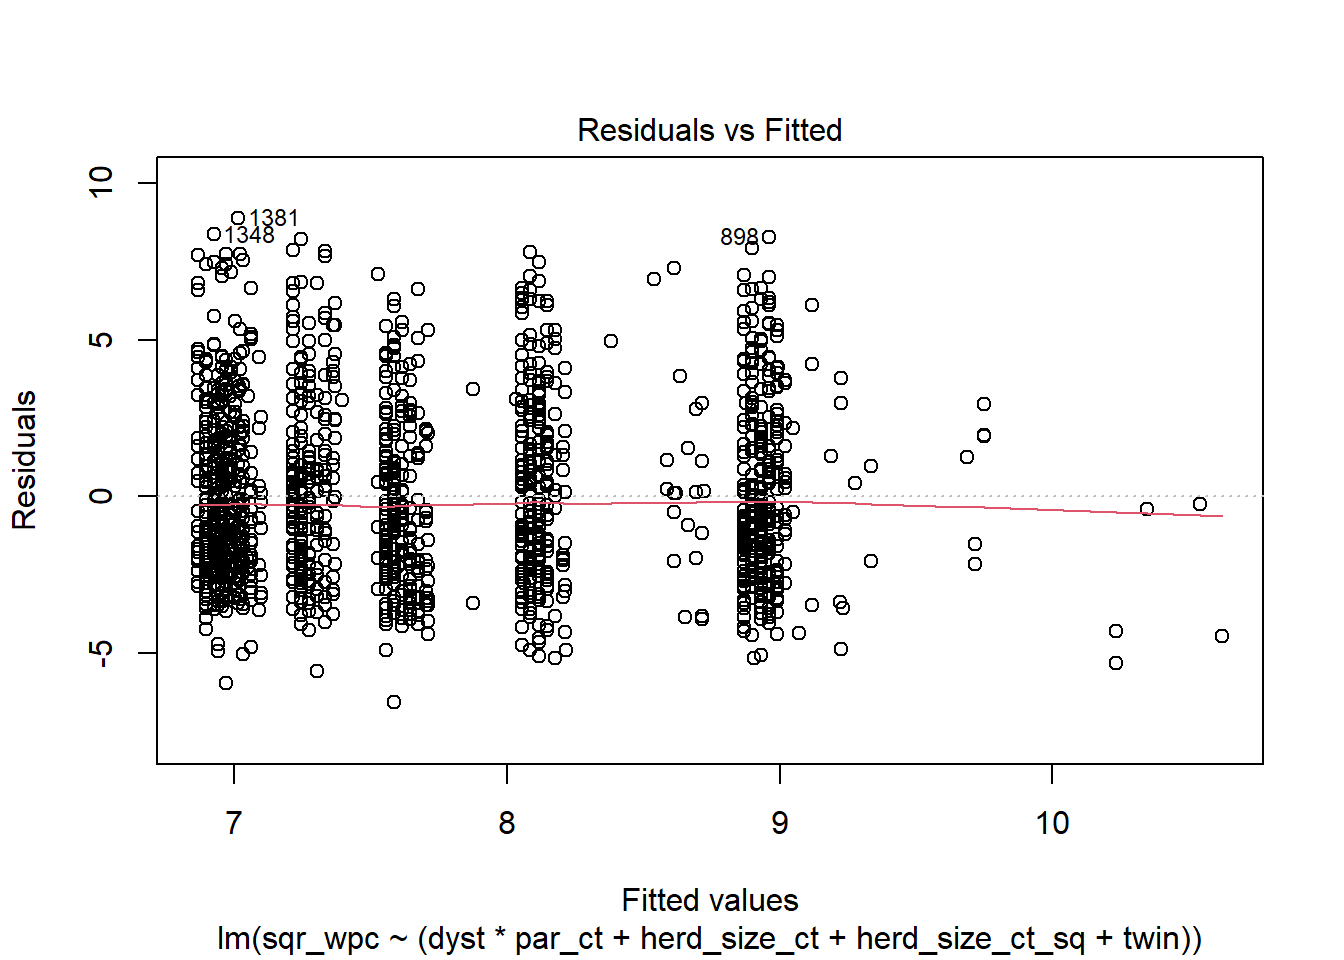 Residuals vs Fitted
Residuals
10
5
0
-5
1381
1348
898
7
8
9
10
Fitted values
lm(sqr_wpc ~ (dyst * par_ct + herd_size_ct + herd_size_ct_sq + twin))